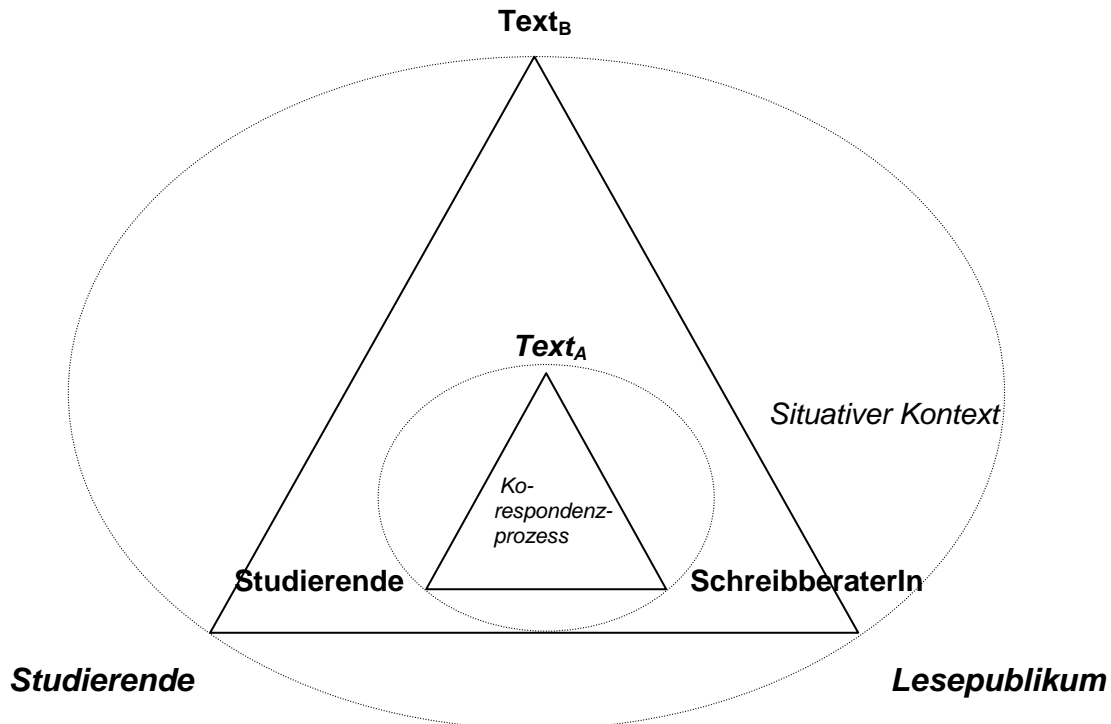 Text_B
Text_A
Situativer Kontext
Ko-
respondenz-
prozess
Studierende SchreibberaterIn
Studierende Lesepublikum